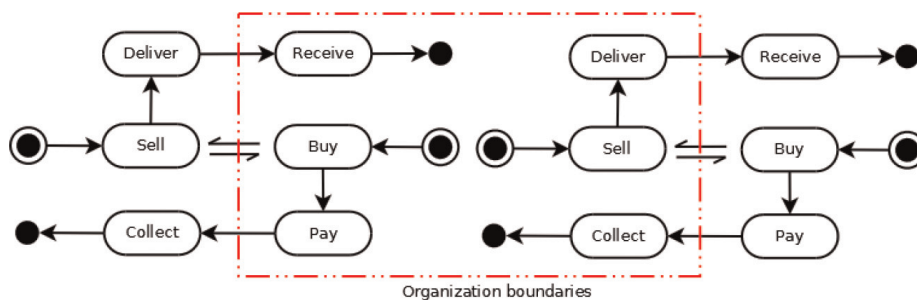 Deliver
Receive
Deliver
Receive
Sell
Buy
Sell
Buy
Collect
Pay
Collect
Pay
Organization boundaries